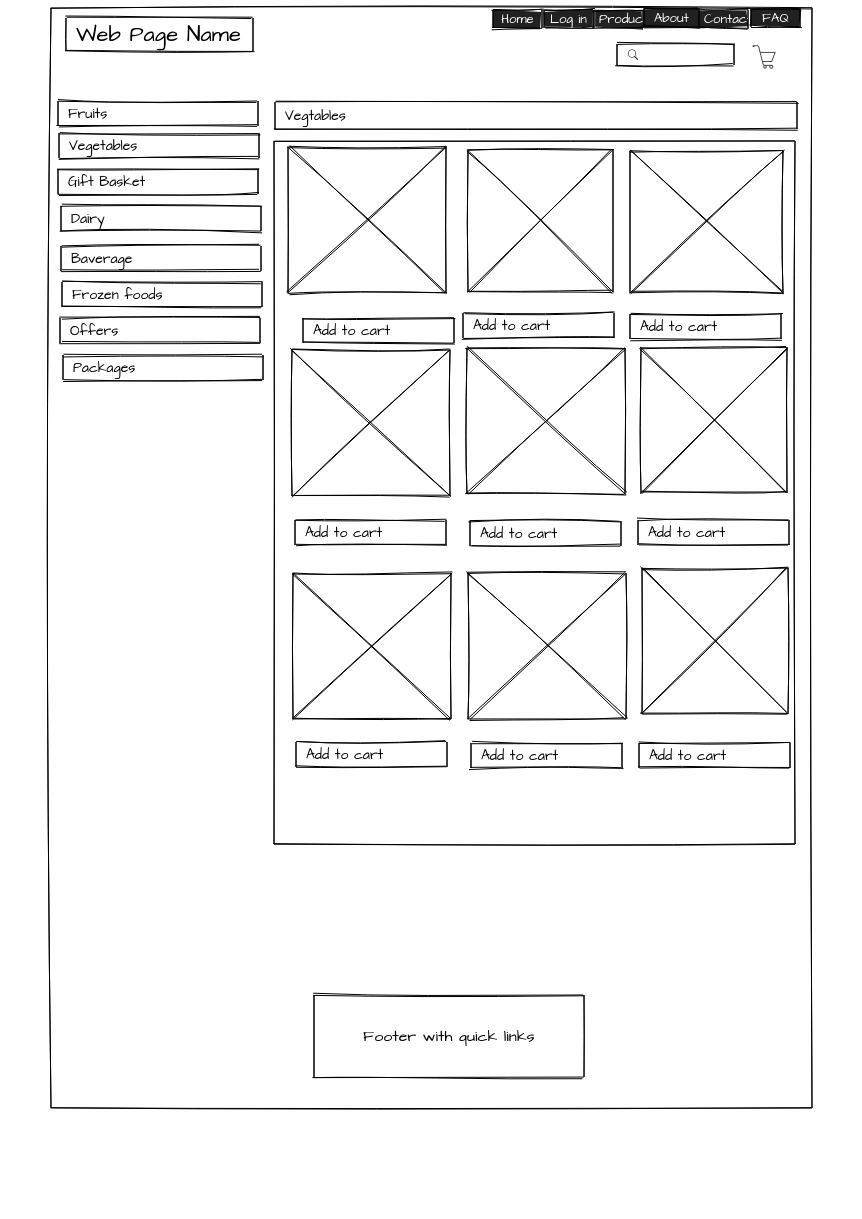 Home
Log in
Produc
About
Contac
FAQ
Web Page Name
Fruits
Vegetables
Gift Basket
Dairy
Baverage
Frozen foods
Offers
Packages
Vegtables
Add to cart
Add to cart
Add to cart
Add to cart
Add to cart
Add to cart
Add to cart
Add to cart
Add to cart
Footer with quick links